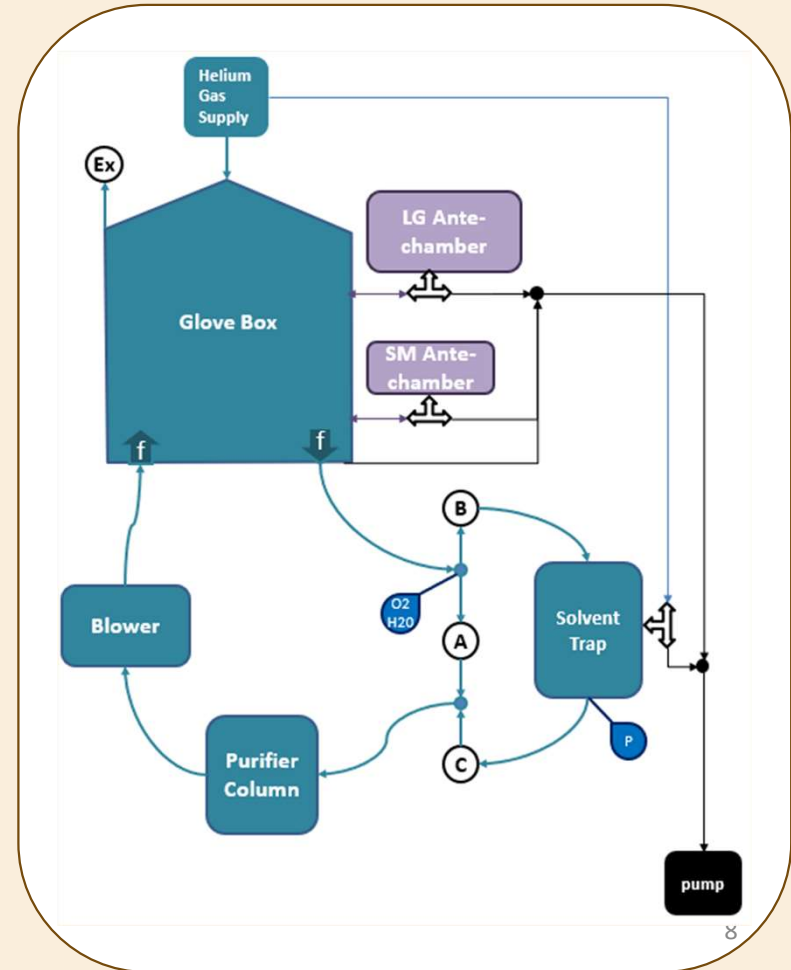 Helium
Gas
Supply
Ex
LG Ante-
chamber
Glove Box
SM Ante-
chamber
f
f
B
O2
H20
A
Solvent
Trap
Blower
P
Purifier
Column
C
pump
8